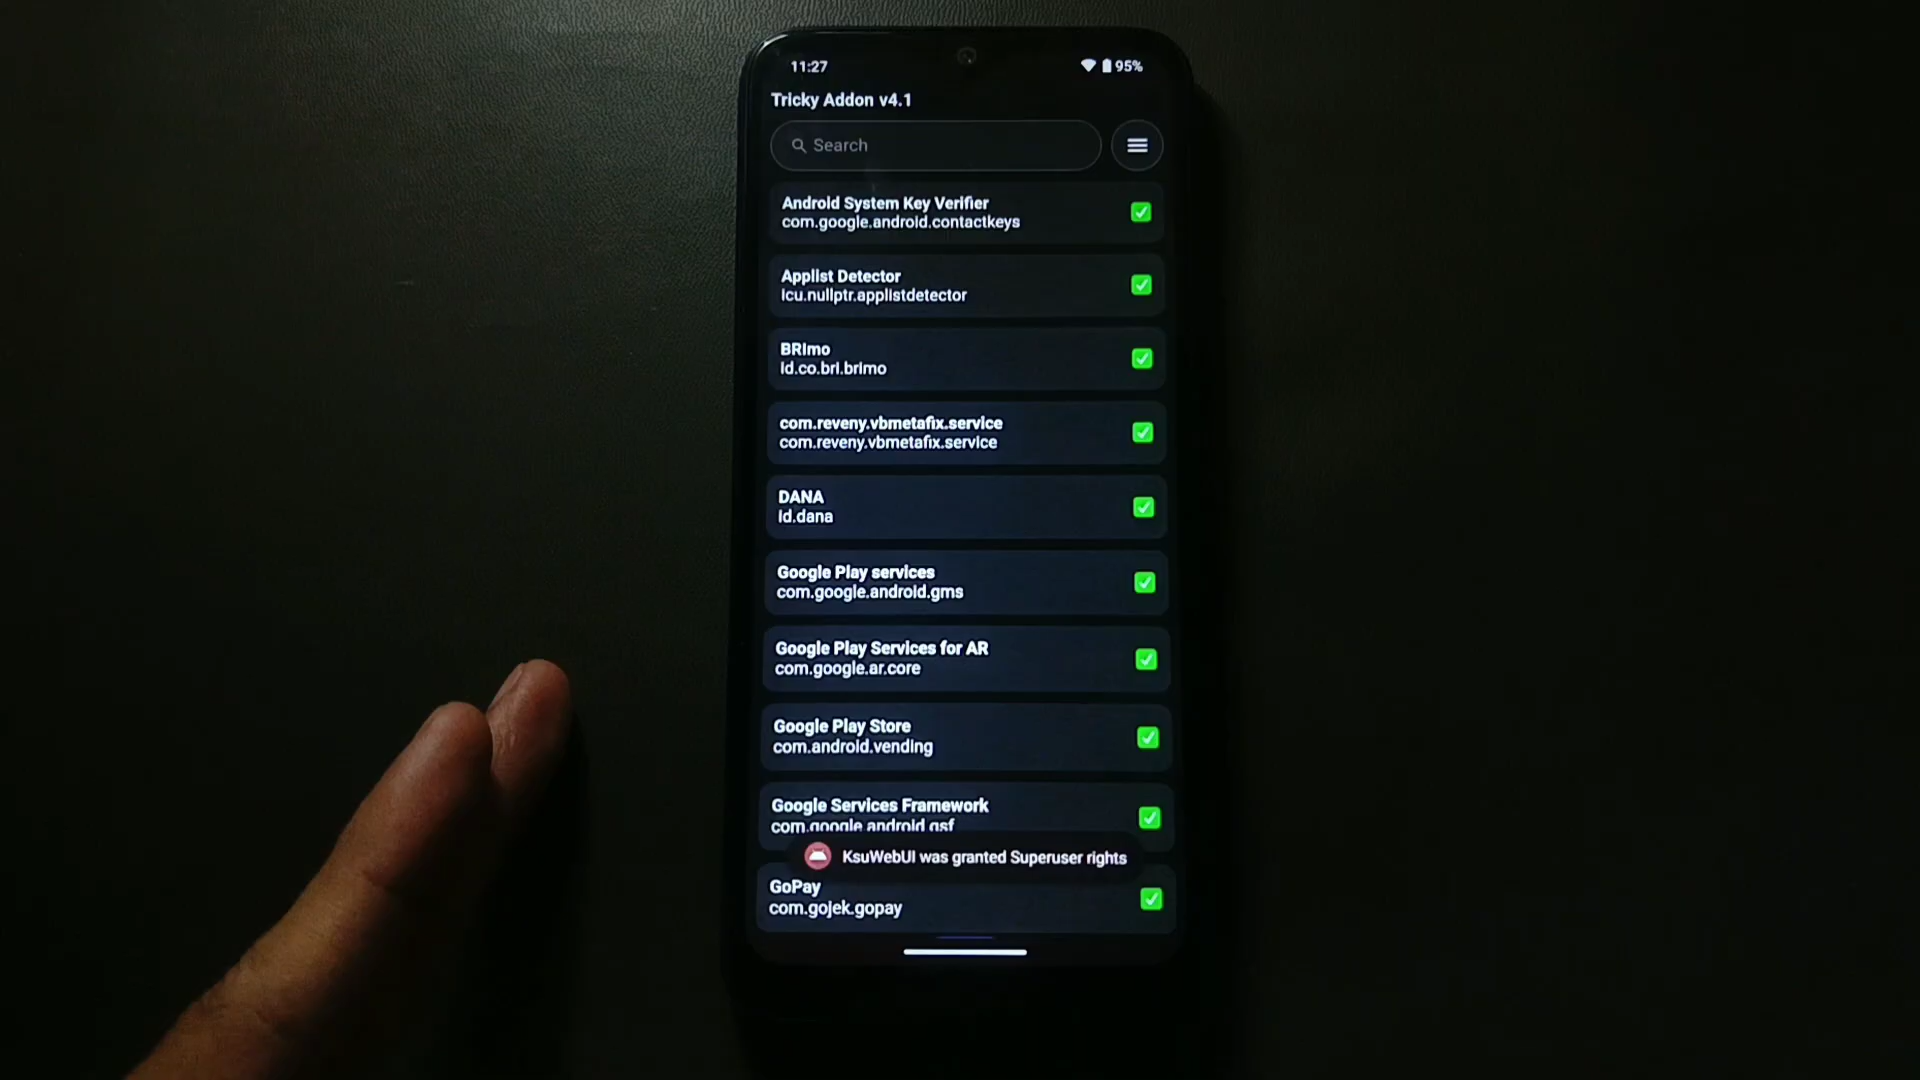 11:27
95%
Tricky Addon v4.1
Search
Android System Key Verifier
com.google.android.contactkeys
Applist Detector
icu.nullptr.applistdetector
BRImo
id.co.bri.brimo
com.reveny.vbmetafix.service
com.reveny.vbmetafix.service
DANA
id.dana
Google Play services
com.google.android.gms
Google Play Services for AR
com.google.ar.core
Google Play Store
com.android.vending
Google Services Framework
com.google.android.gsf
KsuWebUI was granted Superuser rights
GoPay
com.gojek.gopay